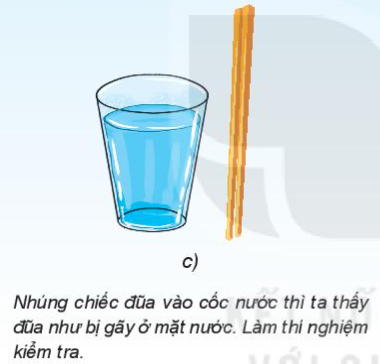 c)
Nhúng chiếc đũa vào cốc nước thì ta thấy
đũa như bị gãy ở mặt nước. Làm thí nghiệm
kiểm tra.